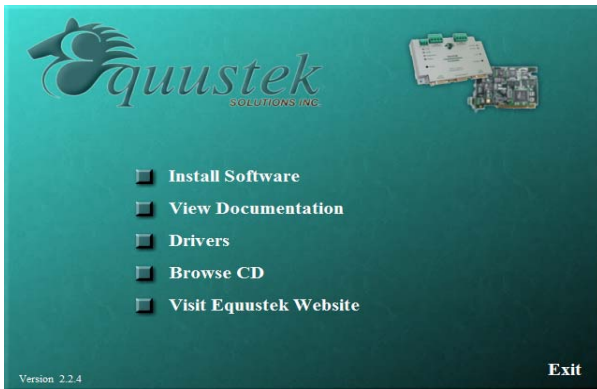 Equustek
SOLUTIONS INC.
Install Software
View Documentation
Drivers
Browse CD
Visit Equustek Website
Version 2.2.4
Exit